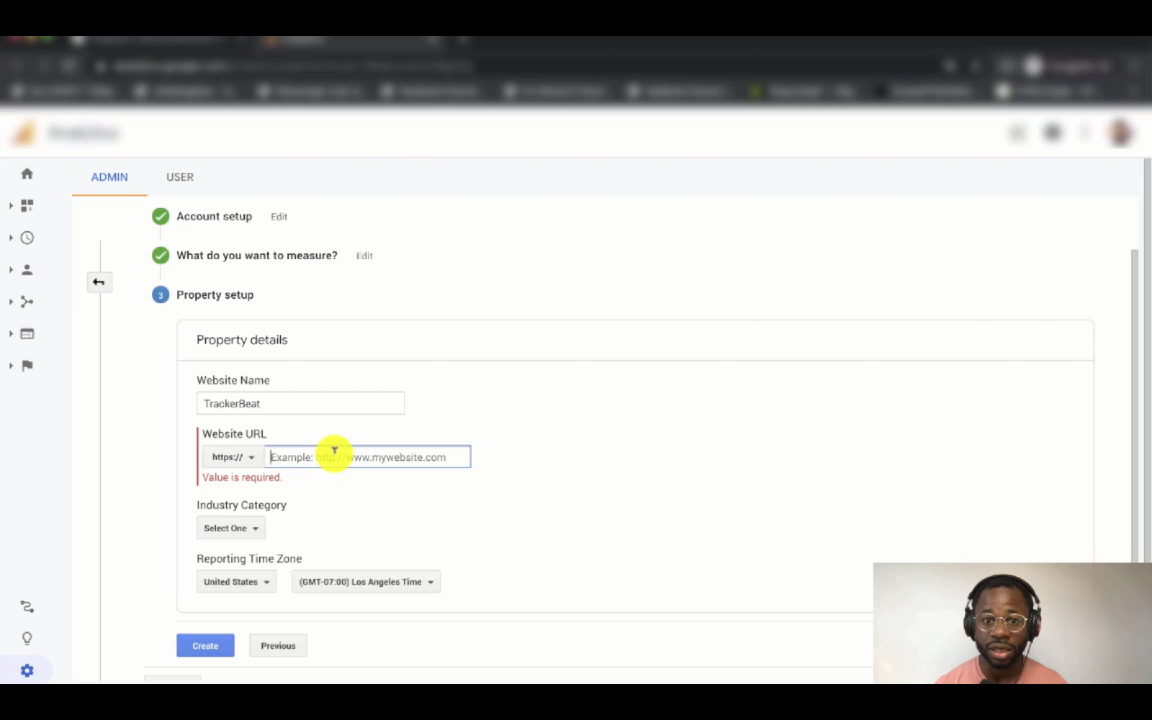 Analytics
ADMIN USER
Account setup Edit
What do you want to measure? Edit
3 Property setup
Property details
Website Name
TrackerBeat
Website URL
https:// Example: http://www.mywebsite.com
Value is required.
Industry Category
Select One
Reporting Time Zone
United States (GMT-07:00) Los Angeles Time
Create Previous